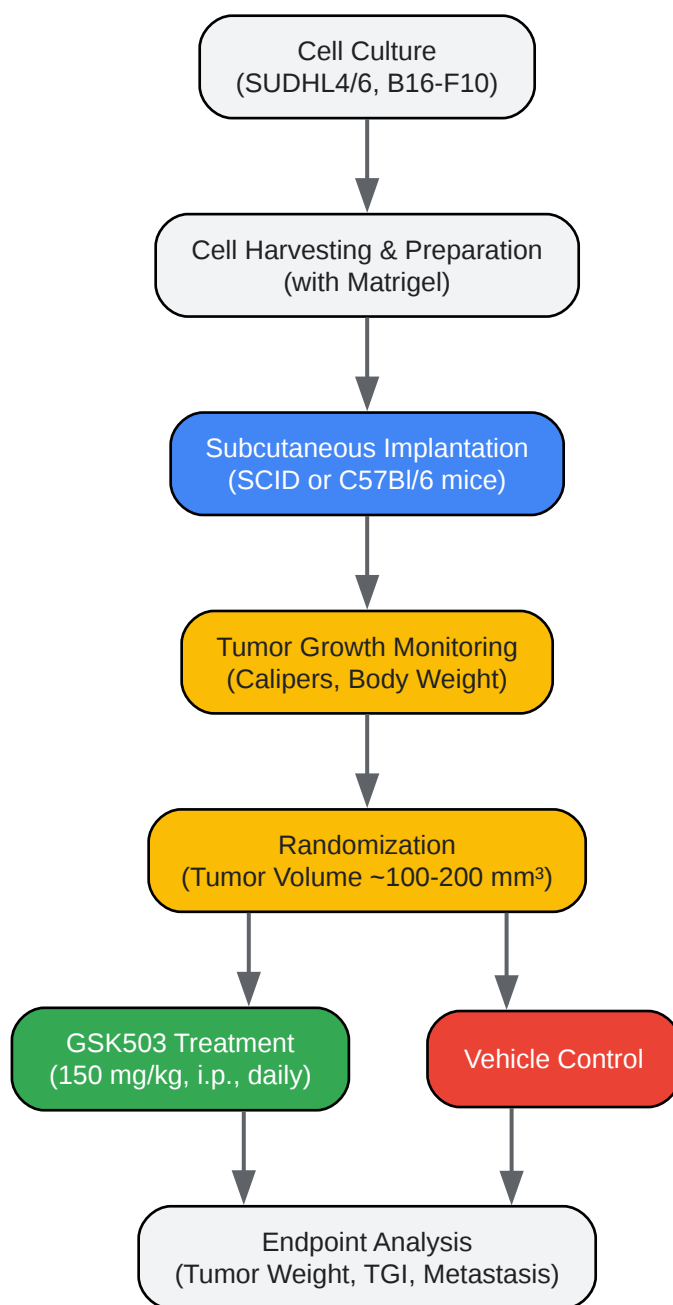 Cell Culture
(SUDHL4/6, B16-F10)
Cell Harvesting & Preparation
(with Matrigel)
Subcutaneous Implantation
(SCID or C57Bl/6 mice)
Tumor Growth Monitoring
(Calipers, Body Weight)
Randomization
(Tumor Volume ~100-200 mm³)
GSK503 Treatment
(150 mg/kg, i.p., daily)
Vehicle Control
Endpoint Analysis
(Tumor Weight, TGI, Metastasis)